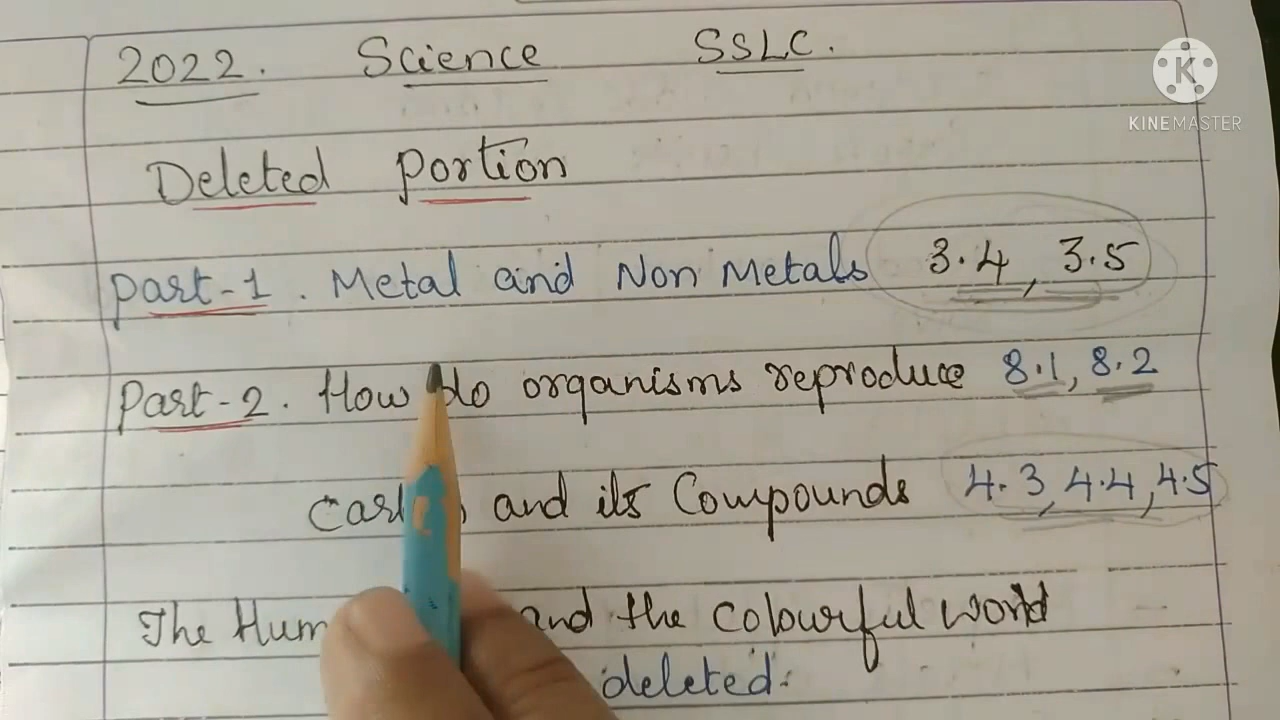 2022. Science SSLC.
K
KINEMASTER
Deleted portion
Part-1. Metal and Non Metals 3.4, 3.5
Part-2. How do organisms reproduce 8.1, 8.2
and its Compounds 4.3, 4.4, 4.5
The and the colourful world
deleted.